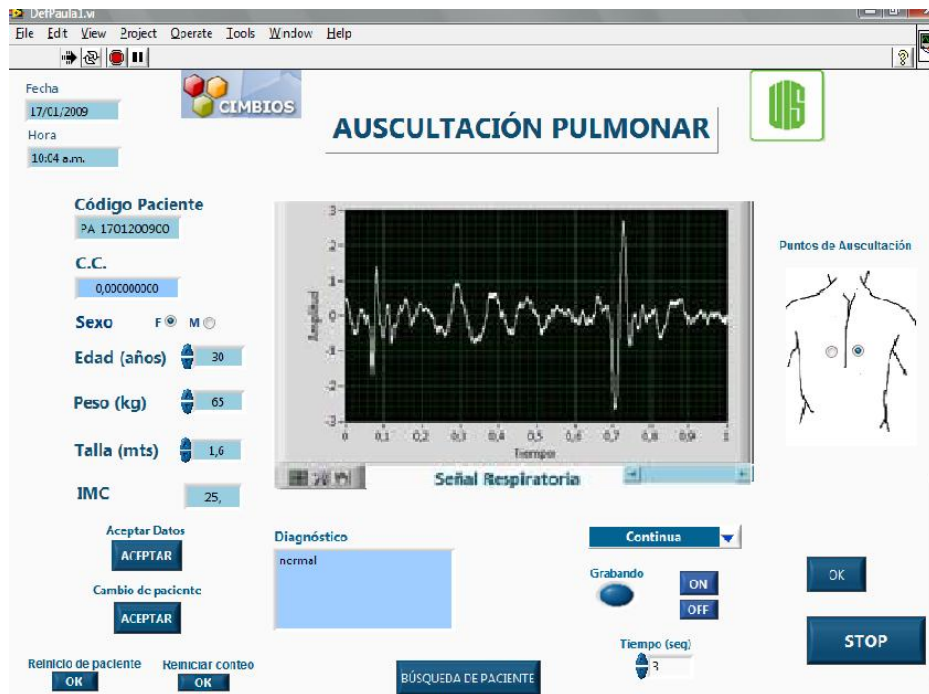 DefPaula1.vi
File Edit View Project Operate Tools Window Help
Fecha
17/01/2009
Hora
10:04 a.m.
CIMBIOS
AUSCULTACIÓN PULMONAR
UIS
Código Paciente
PA 1701200900
C.C.
0,000000000
Sexo F M
Edad (años) 30
Peso (kg) 65
Talla (mts) 1,6
IMC 25,
Amplitud
3
2
1
0
-1
-2
-3
0 0,1 0,2 0,3 0,4 0,5 0,6 0,7 0,8 0,9 1
Tiempo
Señal Respiratoria
Puntos de Auscultación
Aceptar Datos
ACEPTAR
Cambio de paciente
ACEPTAR
Reinicio de paciente
OK
Reiniciar conteo
OK
Diagnóstico
normal
BÚSQUEDA DE PACIENTE
Continua
Grabando
ON
OFF
Tiempo (seg)
3
OK
STOP